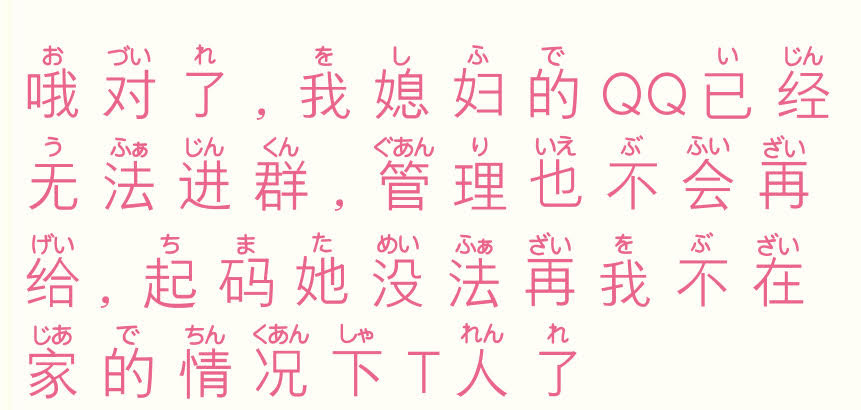 お づい れ を し ふ で い じん
哦对了,我媳妇的QQ已经
う ふぁ じん くん ぐあん り いえ ぶ ふい ざい
无法进群,管理也不会再
げい ち ま た めい ふぁ ざい を ぶ ざい
给,起码她没法再我不在
じあ で ちん くあん しゃ れん れ
家的情况下T人了